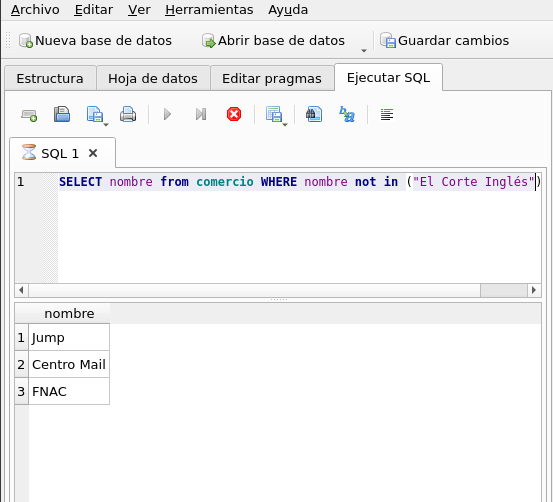 Archivo Editar Ver Herramientas Ayuda
Nueva base de datos Abrir base de datos Guardar cambios
Estructura Hoja de datos Editar pragmas Ejecutar SQL
SQL 1
1 SELECT nombre from comercio WHERE nombre not in ("El Corte Inglés")
nombre
1 Jump
2 Centro Mail
3 FNAC